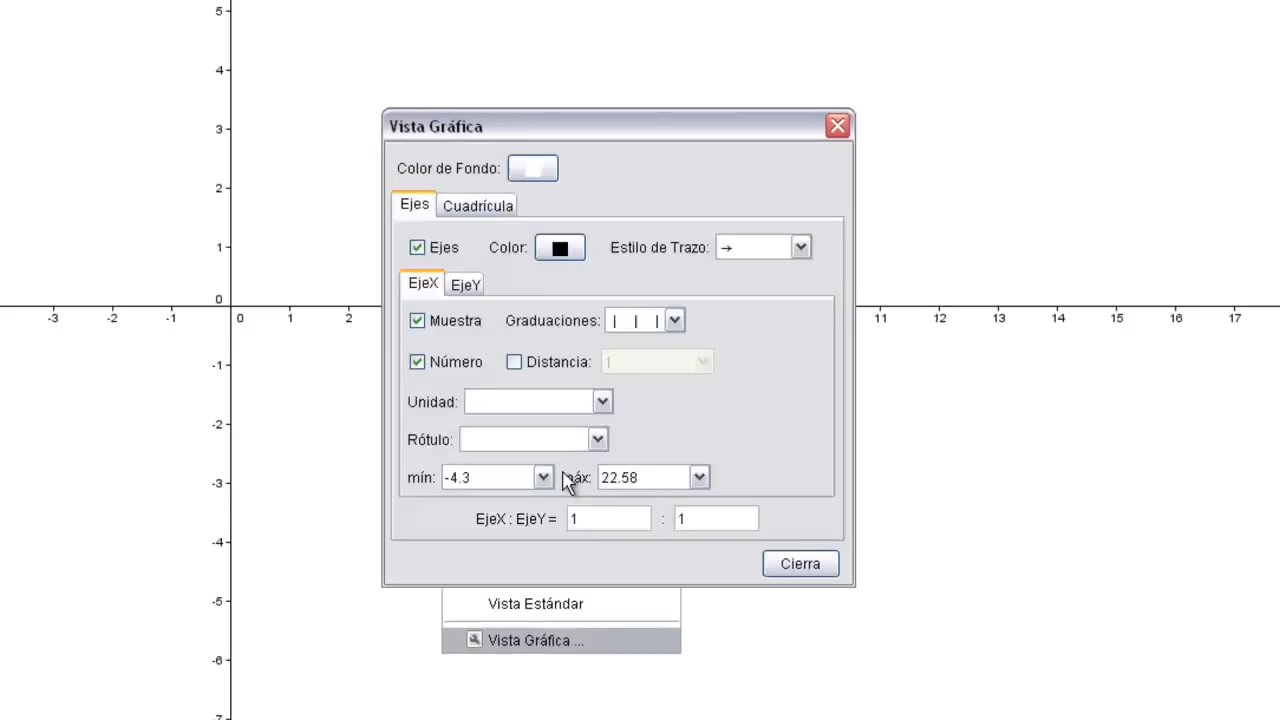 5
4
3
Vista Gráfica
Color de Fondo:
2
Ejes Cuadrícula
1
Ejes Color: Estilo de Trazo:
EjeX EjeY
0
-3 -2 -1 0 1 2 11 12 13 14 15 16 17
Muestra Graduaciones:
Número Distancia: 1
-1
Unidad:
-2
Rótulo:
mín: -4.3 máx: 22.58
-3
EjeX : EjeY = 1 : 1
-4
Cierra
-5 Vista Estándar
Vista Gráfica ...
-6
-7